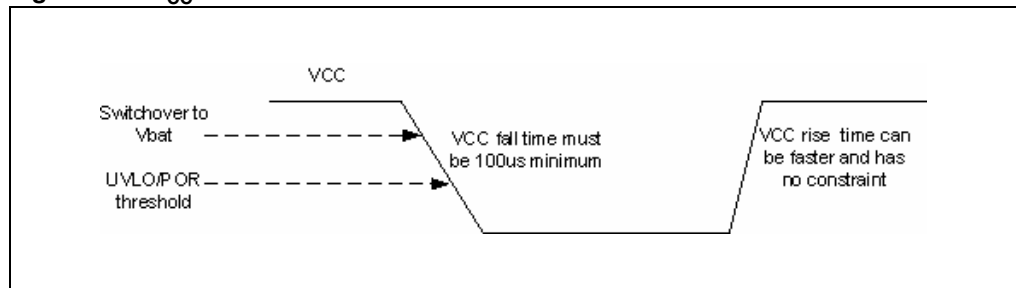 VCC
Switchover to
Vbat
VCC fall time must
be 100us minimum
VCC rise time can
be faster and has
no constraint
UVLO/POR
threshold